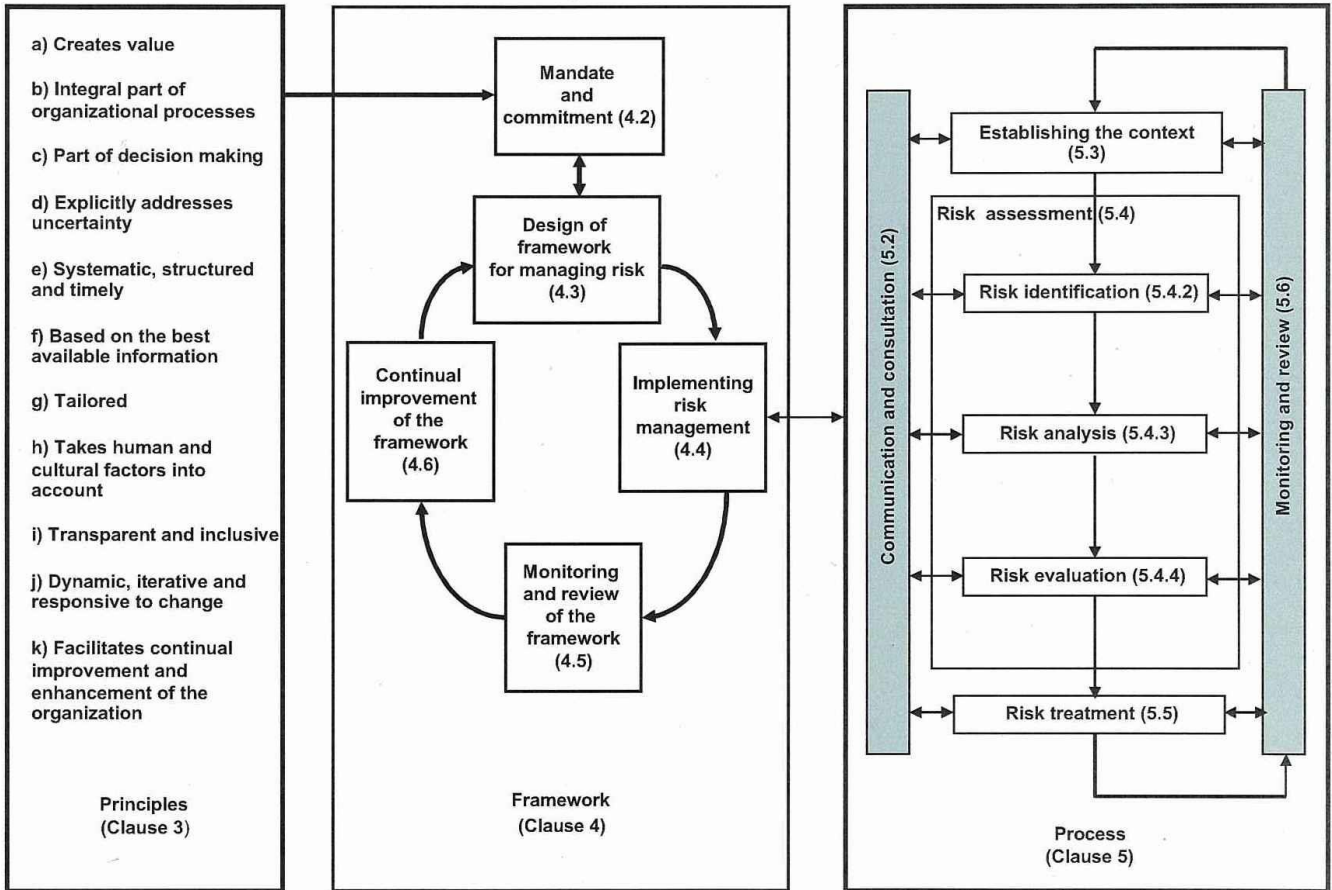 a) Creates value
b) Integral part of
organizational processes
c) Part of decision making
d) Explicitly addresses
uncertainty
e) Systematic, structured
and timely
f) Based on the best
available information
g) Tailored
h) Takes human and
cultural factors into
account
i) Transparent and inclusive
j) Dynamic, iterative and
responsive to change
k) Facilitates continual
improvement and
enhancement of the
organization
Principles
(Clause 3)
Mandate
and
commitment (4.2)
Design of
framework
for managing risk
(4.3)
Implementing
risk
management
(4.4)
Monitoring
and review
of the
framework
(4.5)
Continual
improvement
of the
framework
(4.6)
Framework
(Clause 4)
Communication and consultation (5.2)
Establishing the context
(5.3)
Risk assessment (5.4)
Risk identification (5.4.2)
Risk analysis (5.4.3)
Risk evaluation (5.4.4)
Risk treatment (5.5)
Monitoring and review (5.6)
Process
(Clause 5)